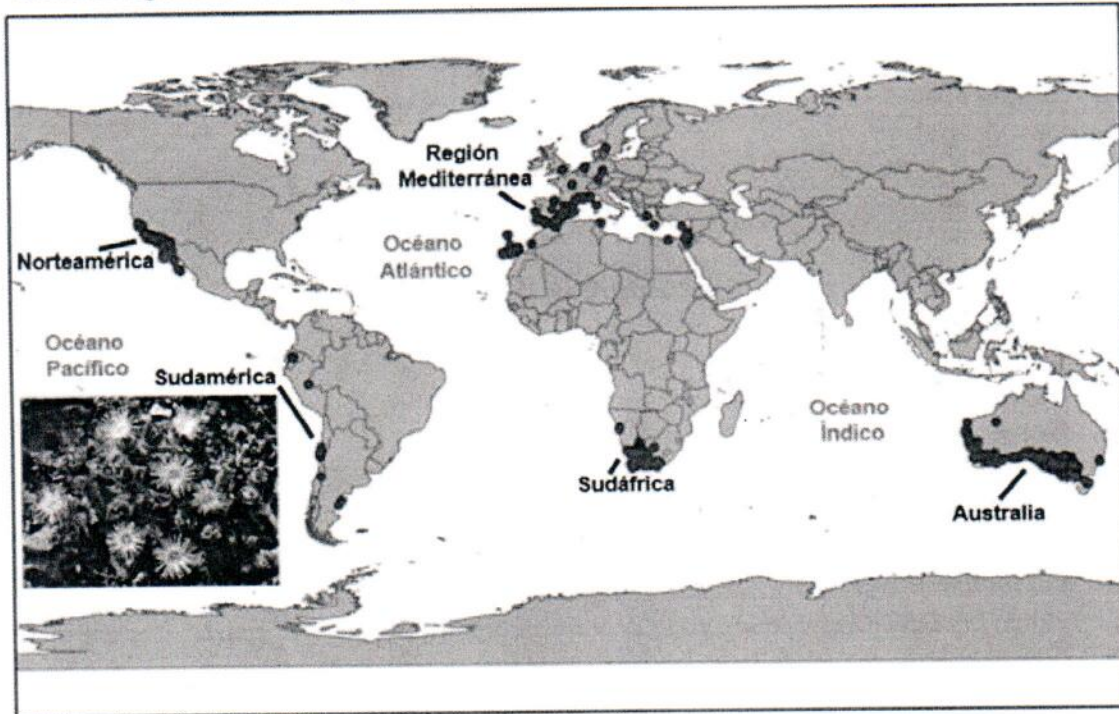 Región
Mediterránea
Norteamérica
Océano
Atlántico
Océano
Pacífico
Sudamérica
Océano
Índico
Sudáfrica
Australia